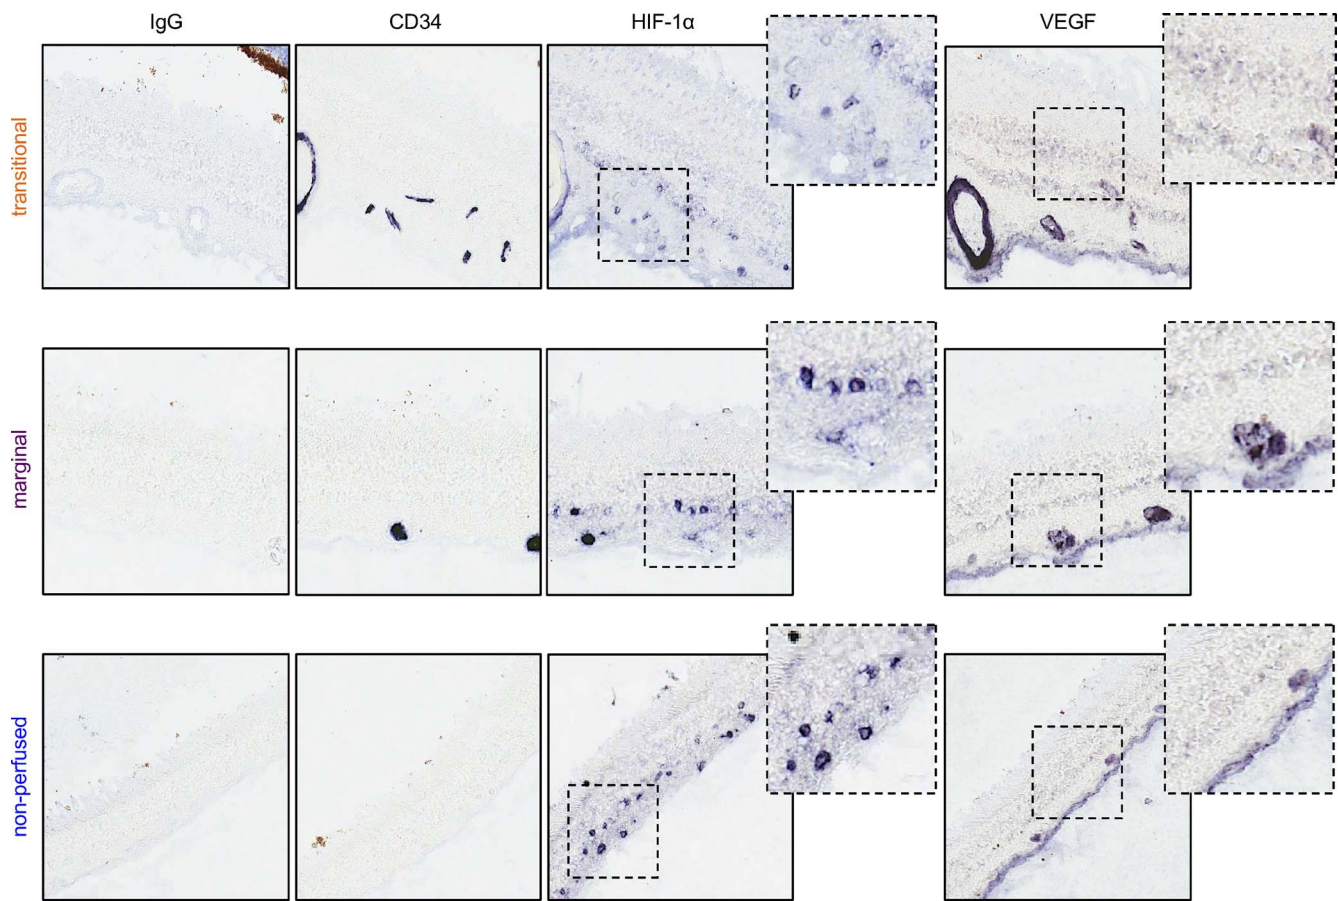 IgG
CD34
HIF-1α
VEGF
transitional
marginal
non-perfused